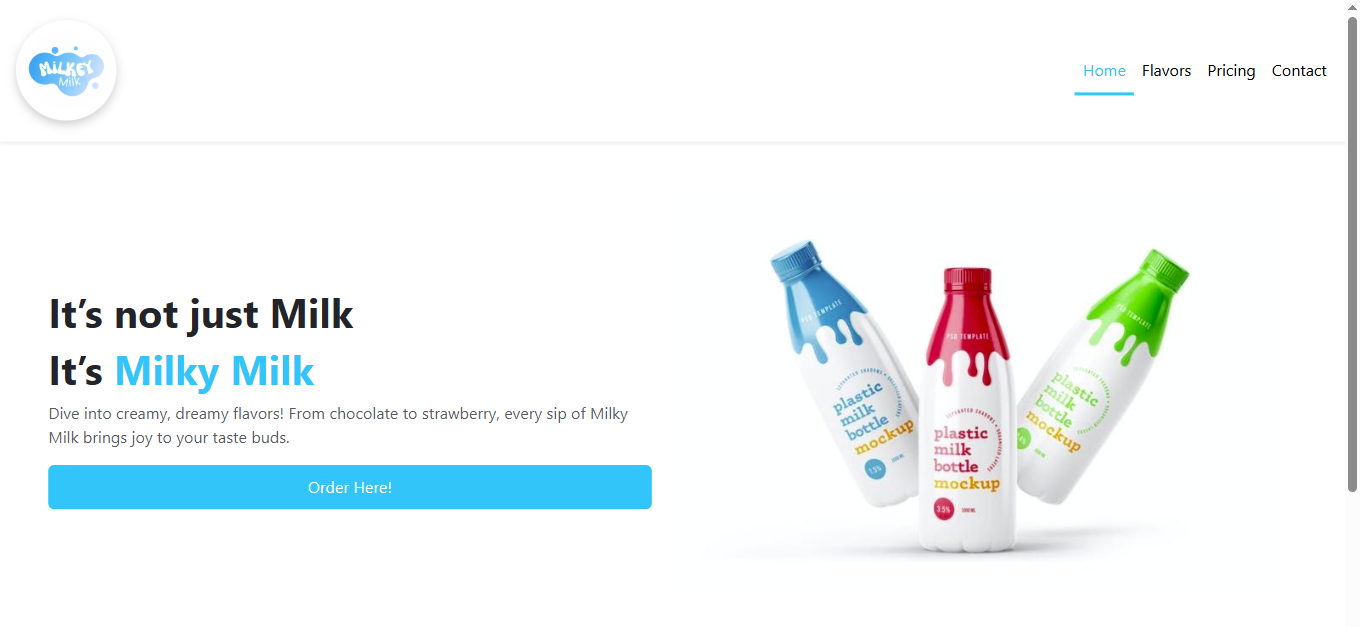 MiLKEY
Milk
Home Flavors Pricing Contact
It’s not just Milk
It’s Milky Milk
Dive into creamy, dreamy flavors! From chocolate to strawberry, every sip of Milky
Milk brings joy to your taste buds.
Order Here!
PSD TEMPLATE
plastic
milk
bottle
mockup
1.5%
PSD TEMPLATE
plastic
milk
bottle
mockup
3.5%
1000 ML
PSD TEMPLATE
plastic
milk
bottle
mockup